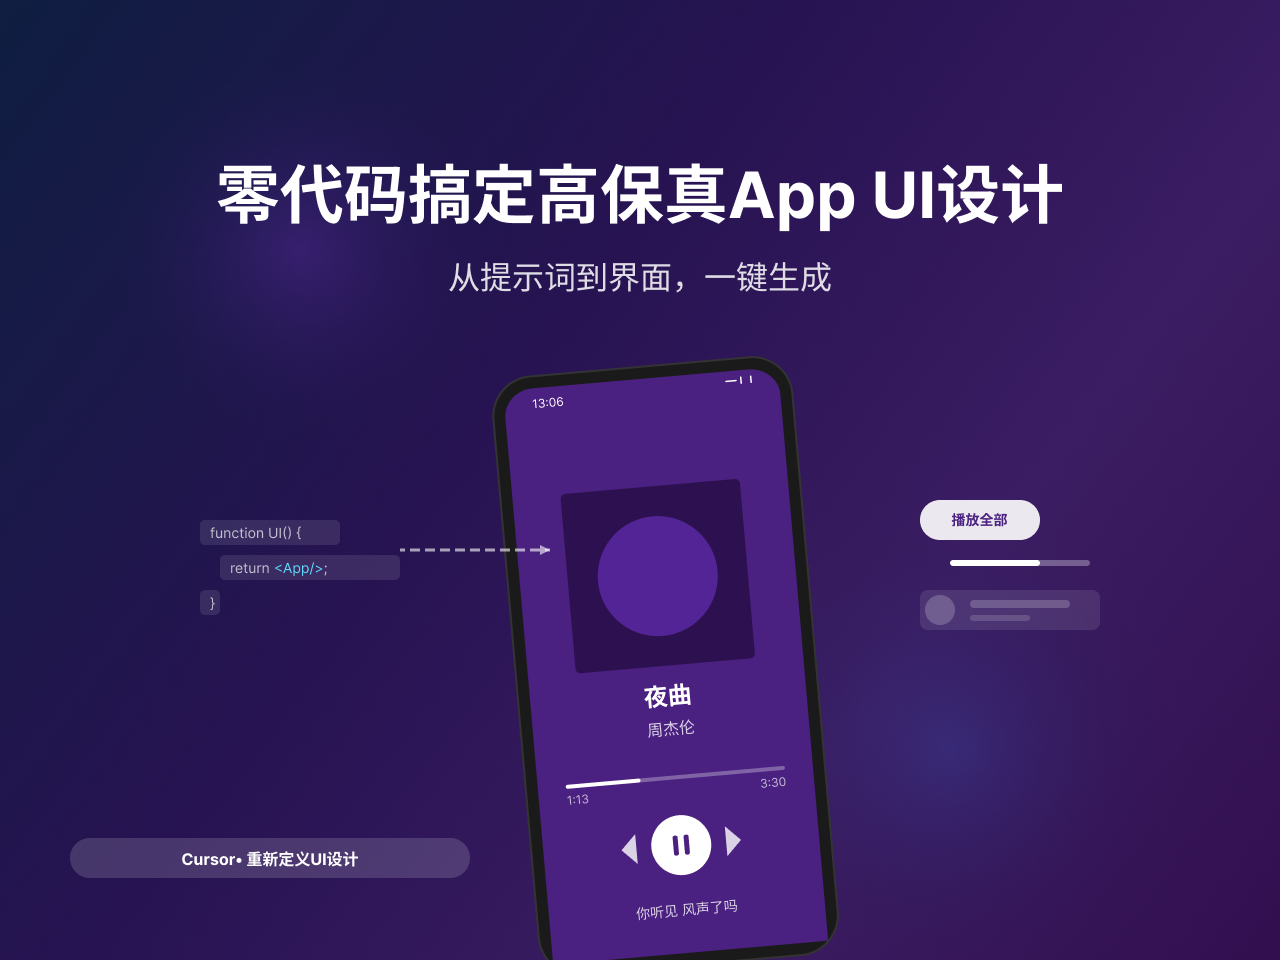 零代码搞定高保真App UI设计
从提示词到界面，一键生成
13:06
function UI() {
return <App/>;
}
播放全部
夜曲
周杰伦
1:13
3:30
你听见 风声了吗
Cursor• 重新定义UI设计